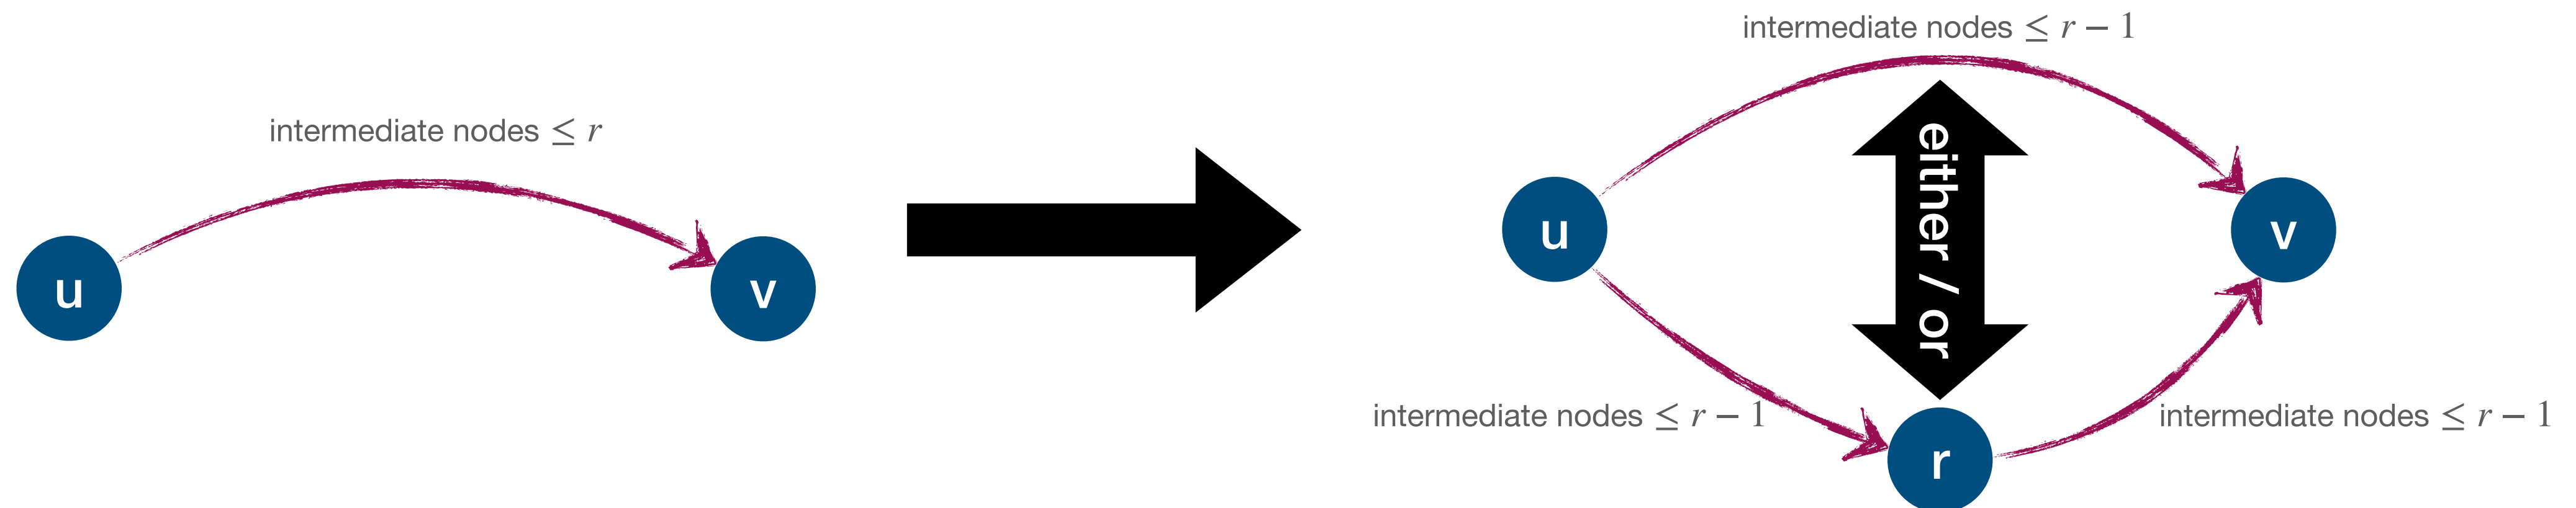 intermediate nodes ≤ r
u
v
intermediate nodes ≤ r − 1
u
either / or
v
intermediate nodes ≤ r − 1
intermediate nodes ≤ r − 1
r